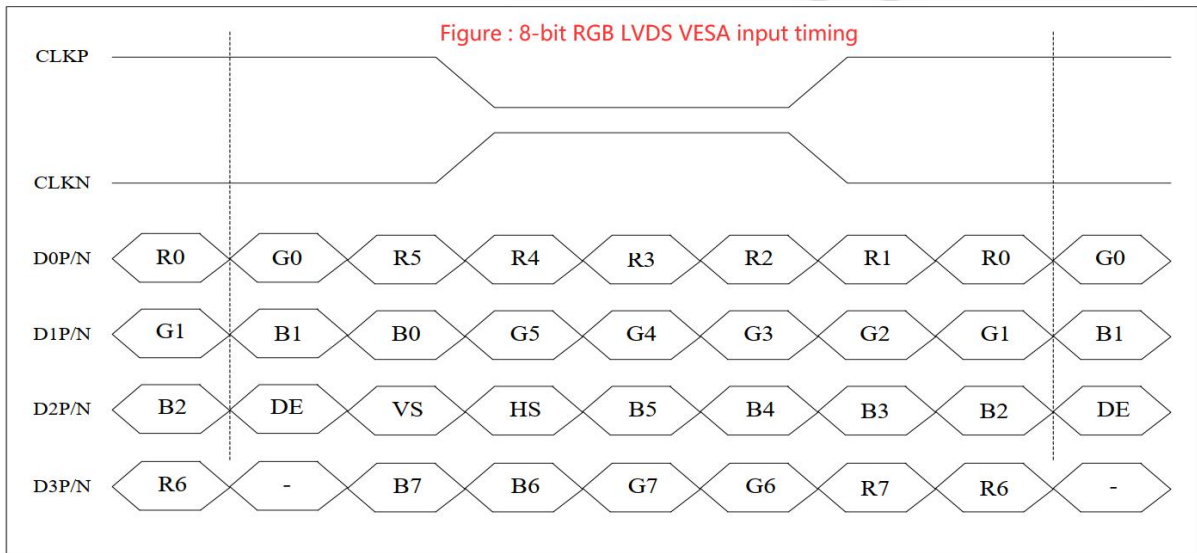 Figure : 8-bit RGB LVDS VESA input timing
CLKP
CLKN
D0P/N R0 G0 R5 R4 R3 R2 R1 R0 G0
D1P/N G1 B1 B0 G5 G4 G3 G2 G1 B1
D2P/N B2 DE VS HS B5 B4 B3 B2 DE
D3P/N R6 - B7 B6 G7 G6 R7 R6 -